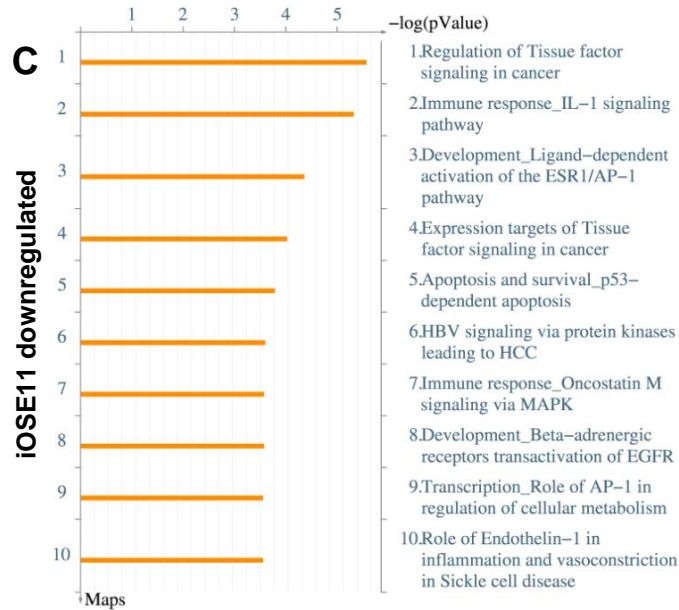 1 2 3 4 5 −log(pValue)
C
iOSE11 downregulated
1
2
3
4
5
6
7
8
9
10
Maps
1.Regulation of Tissue factor
signaling in cancer
2.Immune response_IL−1 signaling
pathway
3.Development_Ligand−dependent
activation of the ESR1/AP−1
pathway
4.Expression targets of Tissue
factor signaling in cancer
5.Apoptosis and survival_p53−
dependent apoptosis
6.HBV signaling via protein kinases
leading to HCC
7.Immune response_Oncostatin M
signaling via MAPK
8.Development_Beta−adrenergic
receptors transactivation of EGFR
9.Transcription_Role of AP−1 in
regulation of cellular metabolism
10.Role of Endothelin−1 in
inflammation and vasoconstriction
in Sickle cell disease